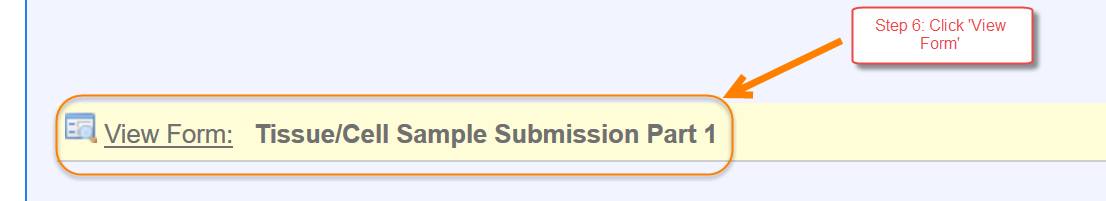 Step 6: Click 'View
Form'
View Form: Tissue/Cell Sample Submission Part 1